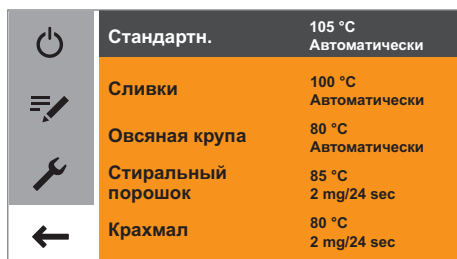 Стандартн.
105 °C
Автоматически
Сливки
100 °C
Автоматически
Овсяная крупа
80 °C
Автоматически
Стиральный
порошок
85 °C
2 mg/24 sec
Крахмал
80 °C
2 mg/24 sec